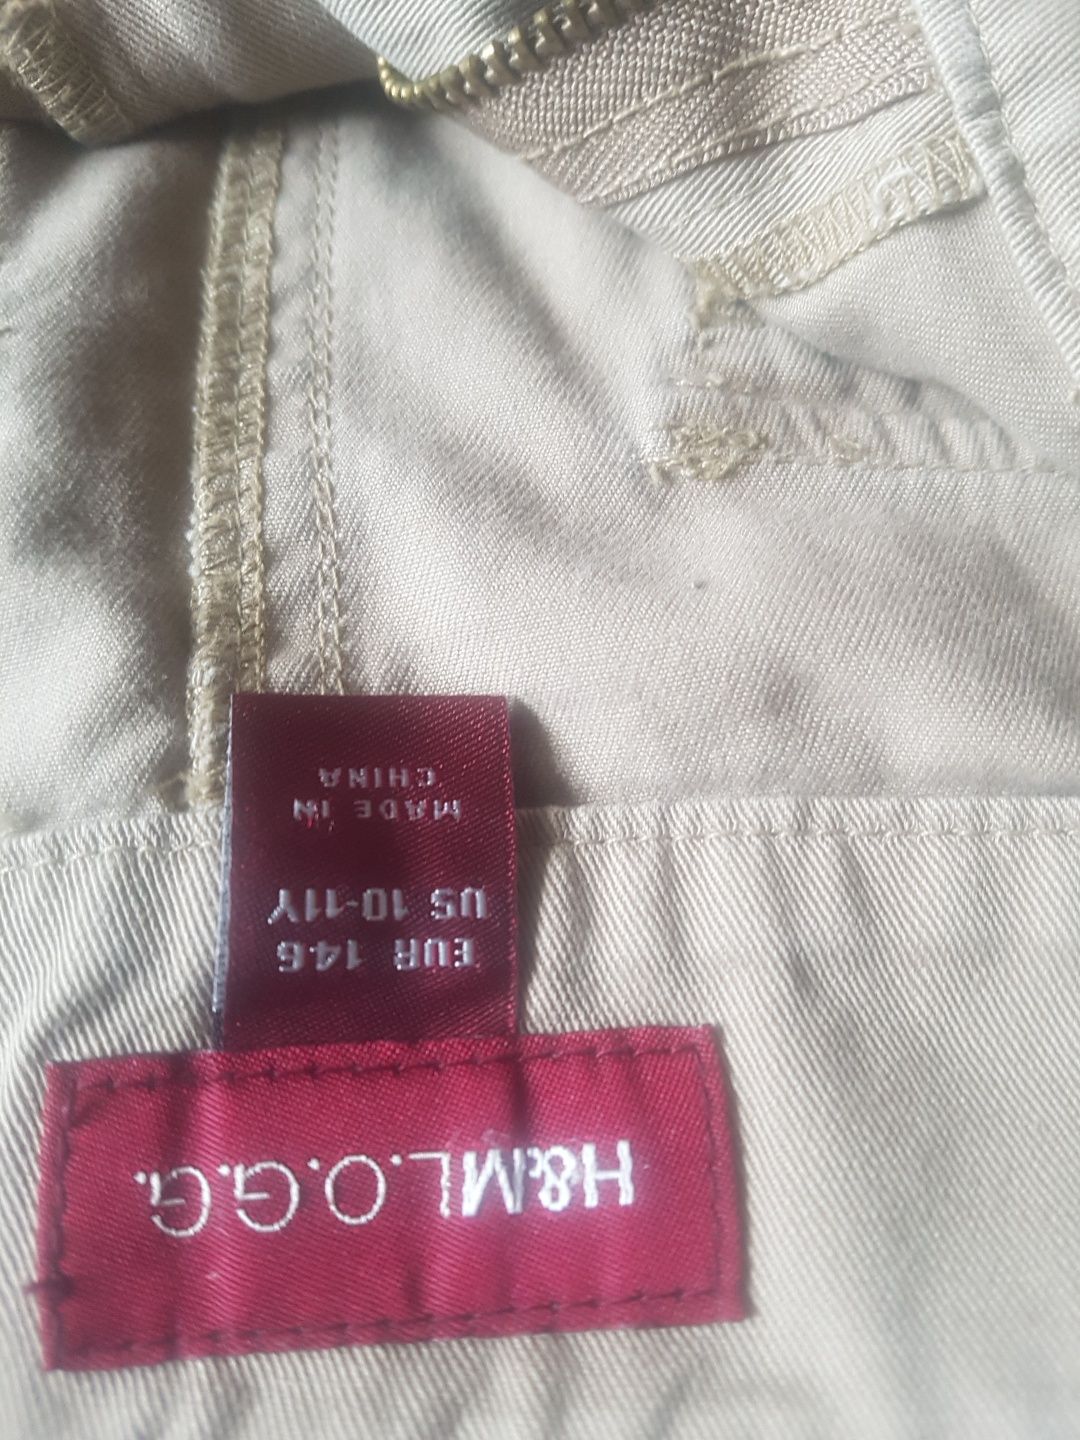 H&M L.O.G.G.
EUR 146
US 10-11Y
MADE IN
CHINA